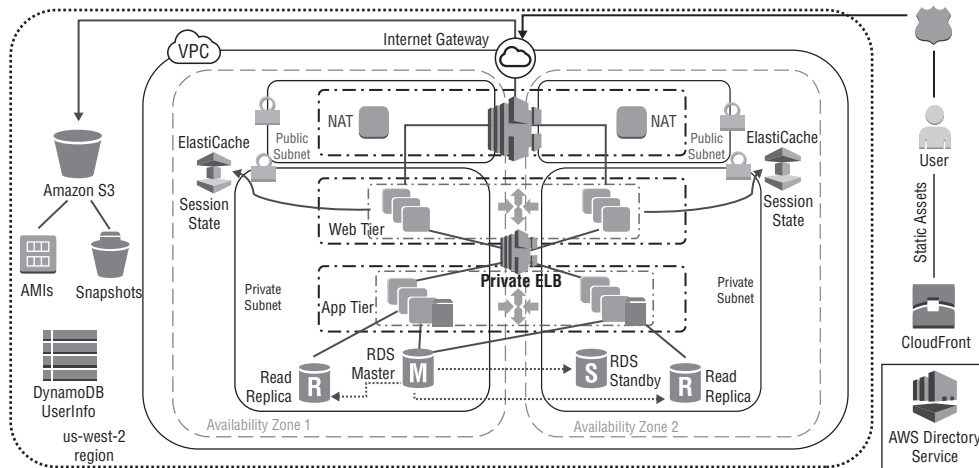 Internet Gateway
VPC
NAT
NAT
Public
Subnet
Public
Subnet
ElastiCache
Session
State
ElastiCache
Session
State
User
Amazon S3
Static Assets
Web Tier
Private ELB
AMIs
Snapshots
Private
Subnet
Private
Subnet
App Tier
CloudFront
RDS
Master
M
Read
Replica
R
S
RDS
Standby
R
Read
Replica
DynamoDB
UserInfo
Availability Zone 1
Availability Zone 2
us-west-2
region
AWS Directory
Service